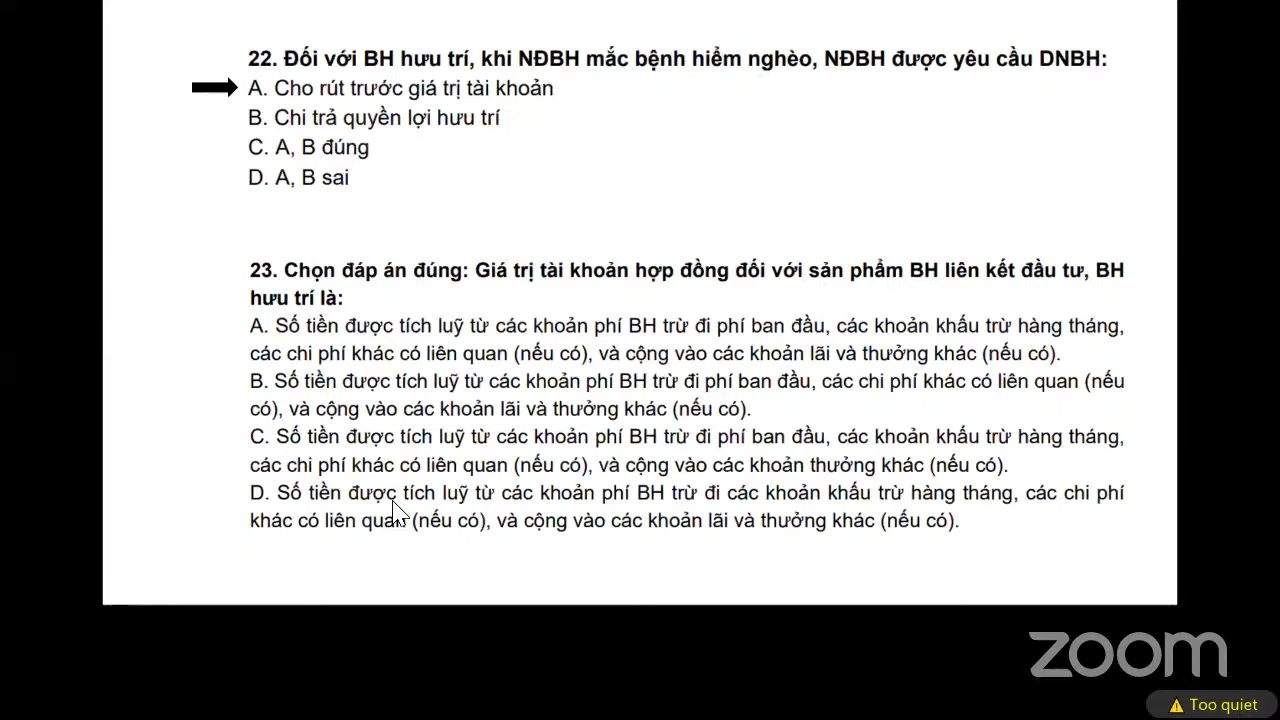 22. Đối với BH hưu trí, khi NĐBH mắc bệnh hiểm nghèo, NĐBH được yêu cầu DNBH:
A. Cho rút trước giá trị tài khoản
B. Chi trả quyền lợi hưu trí
C. A, B đúng
D. A, B sai
23. Chọn đáp án đúng: Giá trị tài khoản hợp đồng đối với sản phẩm BH liên kết đầu tư, BH
hưu trí là:
A. Số tiền được tích luỹ từ các khoản phí BH trừ đi phí ban đầu, các khoản khấu trừ hàng tháng,
các chi phí khác có liên quan (nếu có), và cộng vào các khoản lãi và thưởng khác (nếu có).
B. Số tiền được tích luỹ từ các khoản phí BH trừ đi phí ban đầu, các chi phí khác có liên quan (nếu
có), và cộng vào các khoản lãi và thưởng khác (nếu có).
C. Số tiền được tích luỹ từ các khoản phí BH trừ đi phí ban đầu, các khoản khấu trừ hàng tháng,
các chi phí khác có liên quan (nếu có), và cộng vào các khoản thưởng khác (nếu có).
D. Số tiền được tích luỹ từ các khoản phí BH trừ đi các khoản khấu trừ hàng tháng, các chi phí
khác có liên quan (nếu có), và cộng vào các khoản lãi và thưởng khác (nếu có).
zoom
Too quiet